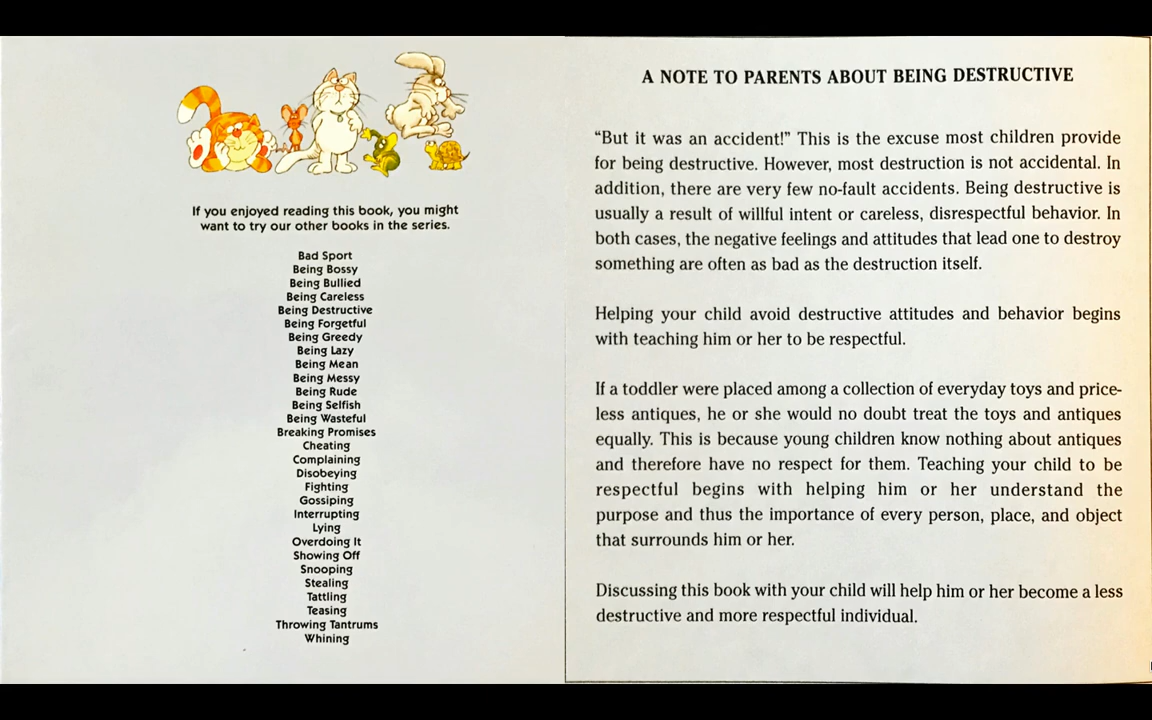 If you enjoyed reading this book, you might
want to try our other books in the series.
Bad Sport
Being Bossy
Being Bullied
Being Careless
Being Destructive
Being Forgetful
Being Greedy
Being Lazy
Being Mean
Being Messy
Being Rude
Being Selfish
Being Wasteful
Breaking Promises
Cheating
Complaining
Disobeying
Fighting
Gossiping
Interrupting
Lying
Overdoing It
Showing Off
Snooping
Stealing
Tattling
Teasing
Throwing Tantrums
Whining
A NOTE TO PARENTS ABOUT BEING DESTRUCTIVE
“But it was an accident!” This is the excuse most children provide
for being destructive. However, most destruction is not accidental. In
addition, there are very few no-fault accidents. Being destructive is
usually a result of willful intent or careless, disrespectful behavior. In
both cases, the negative feelings and attitudes that lead one to destroy
something are often as bad as the destruction itself.
Helping your child avoid destructive attitudes and behavior begins
with teaching him or her to be respectful.
If a toddler were placed among a collection of everyday toys and price-
less antiques, he or she would no doubt treat the toys and antiques
equally. This is because young children know nothing about antiques
and therefore have no respect for them. Teaching your child to be
respectful begins with helping him or her understand the
purpose and thus the importance of every person, place, and object
that surrounds him or her.
Discussing this book with your child will help him or her become a less
destructive and more respectful individual.